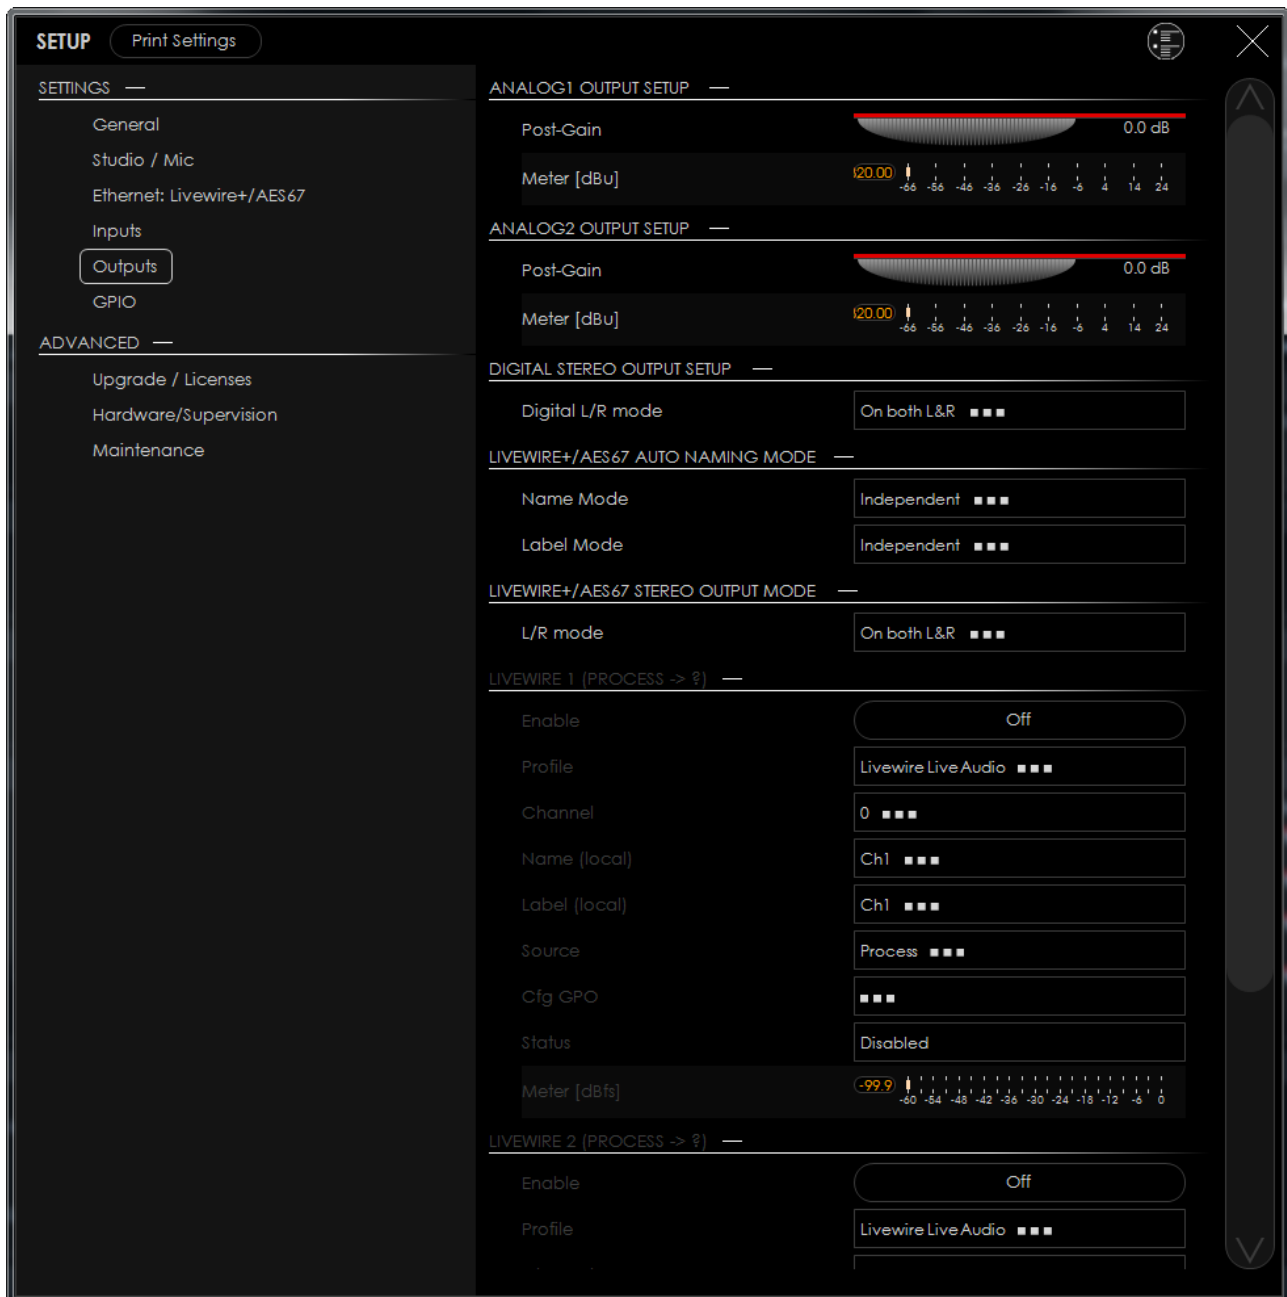 SETUP Print Settings
SETTINGS
General
Studio / Mic
Ethernet: Livewire+/AES67
Inputs
Outputs
GPIO
ADVANCED
Upgrade / Licenses
Hardware/Supervision
Maintenance
ANALOG1 OUTPUT SETUP
Post-Gain 0.0 dB
Meter [dBu] 320.00
-66 -56 -46 -36 -26 -16 -6 4 14 24
ANALOG2 OUTPUT SETUP
Post-Gain 0.0 dB
Meter [dBu] 320.00
-66 -56 -46 -36 -26 -16 -6 4 14 24
DIGITAL STEREO OUTPUT SETUP
Digital L/R mode On both L&R
LIVEWIRE+/AES67 AUTO NAMING MODE
Name Mode Independent
Label Mode Independent
LIVEWIRE+/AES67 STEREO OUTPUT MODE
L/R mode On both L&R
LIVEWIRE 1 (PROCESS -> ?)
Enable Off
Profile Livewire Live Audio
Channel 0
Name (local) Ch1
Label (local) Ch1
Source Process
Cfg GPO
Status Disabled
Meter [dBfs] -99.9
-60 -54 -48 -42 -36 -30 -24 -18 -12 -6 0
LIVEWIRE 2 (PROCESS -> ?)
Enable Off
Profile Livewire Live Audio